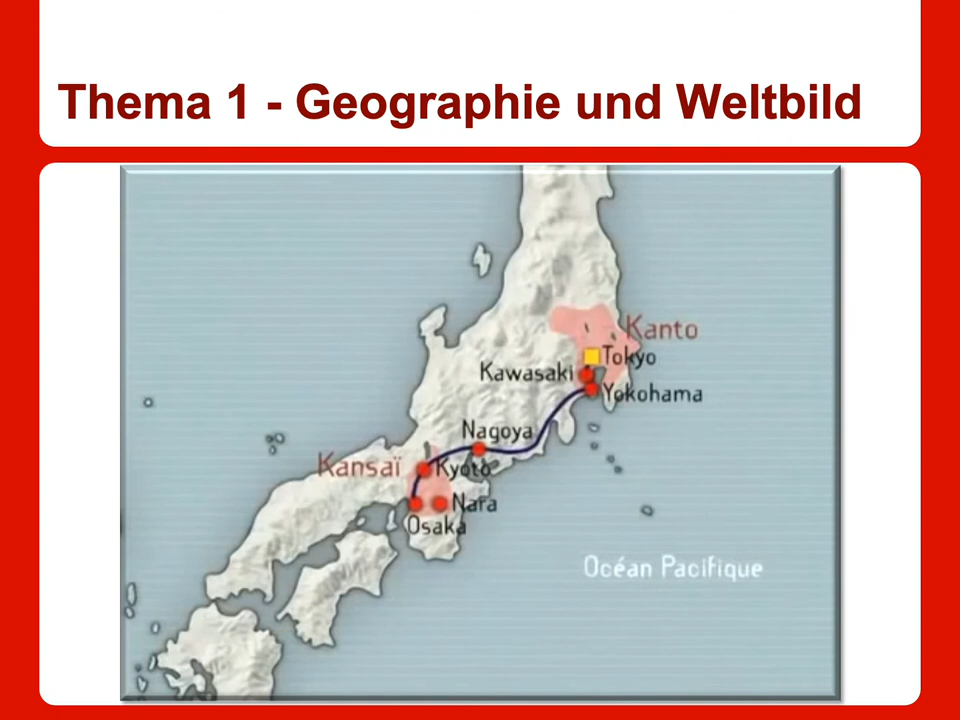 Thema 1 - Geographie und Weltbild
Kanto
Tokyo
Kawasaki
Yokohama
Nagoya
Kansaï
Kyoto
Nara
Osaka
Océan Pacifique